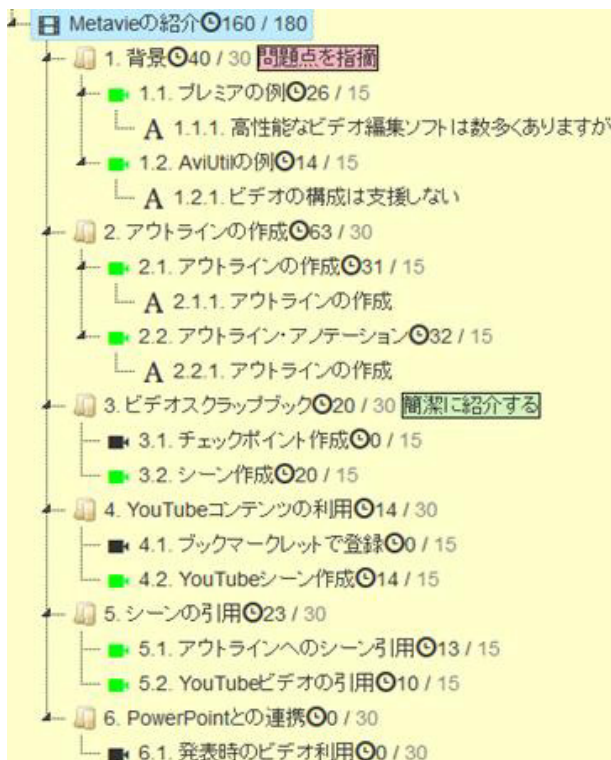 Metavieの紹介160 / 180
1. 背景40 / 30 問題点を指摘
1.1. プレミアの例26 / 15
A 1.1.1. 高性能なビデオ編集ソフトは数多くありますが
1.2. AviUtilの例14 / 15
A 1.2.1. ビデオの構成は支援しない
2. アウトラインの作成63 / 30
2.1. アウトラインの作成31 / 15
A 2.1.1. アウトラインの作成
2.2. アウトライン・アノテーション32 / 15
A 2.2.1. アウトラインの作成
3. ビデオスクラップブック20 / 30 簡潔に紹介する
3.1. チェックポイント作成0 / 15
3.2. シーン作成20 / 15
4. YouTubeコンテンツの利用14 / 30
4.1. ブックマークレットで登録0 / 15
4.2. YouTubeシーン作成14 / 15
5. シーンの引用23 / 30
5.1. アウトラインへのシーン引用13 / 15
5.2. YouTubeビデオの引用10 / 15
6. PowerPointとの連携0 / 30
6.1. 発表時のビデオ利用0 / 30